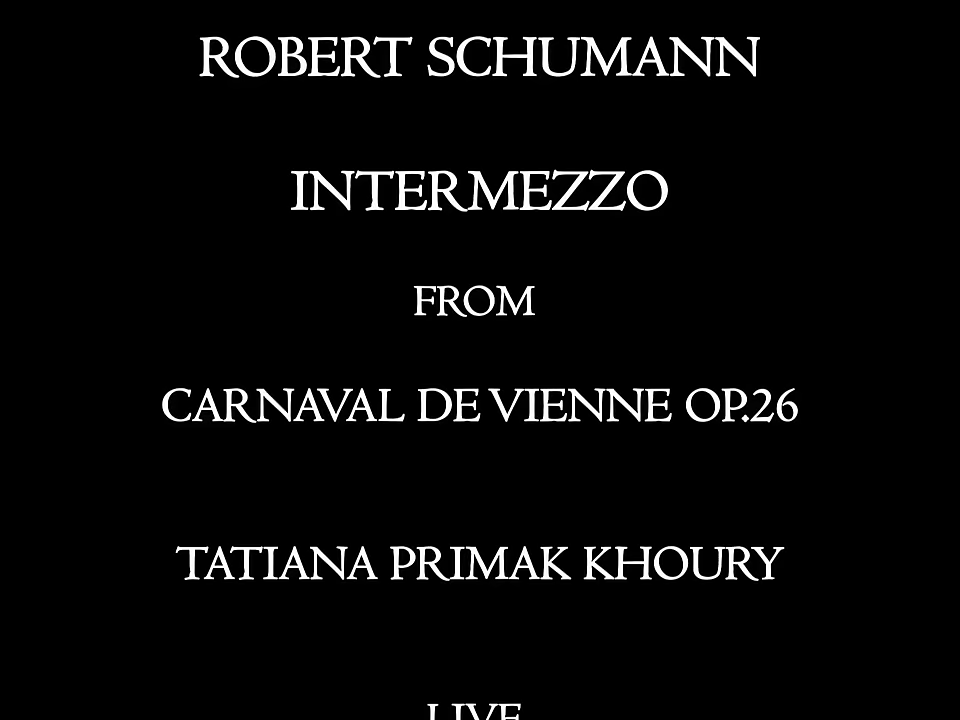 ROBERT SCHUMANN
INTERMEZZO
FROM
CARNAVAL DE VIENNE OP.26
TATIANA PRIMAK KHOURY
LIVE